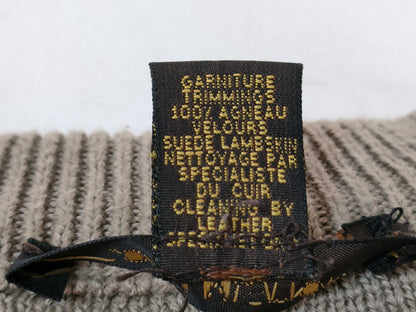 GARNITURE
TRIMMINGS
100% AGNEAU
VELOURS
SUEDE LAMBSKIN
NETTOYAGE PAR
SPECIALISTE
DU CUIR
CLEANING BY
LEATHER